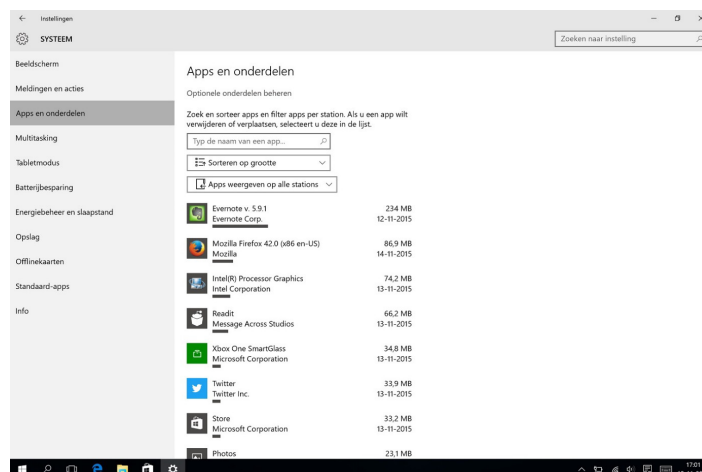 Instellingen
SYSTEEM
Zoeken naar instelling
Beeldscherm
Meldingen en acties
Apps en onderdelen
Multitasking
Tabletmodus
Batterijbesparing
Energiebeheer en slaapstand
Opslag
Offlinekaarten
Standaard-apps
Info
Apps en onderdelen
Optionele onderdelen beheren
Zoek en sorteer apps en filter apps per station. Als u een app wilt
verwijderen of verplaatsen, selecteert u deze in de lijst.
Typ de naam van een app...
Sorteren op grootte
Apps weergeven op alle stations
Evernote v. 5.9.1 234 MB
Evernote Corp. 12-11-2015
Mozilla Firefox 42.0 (x86 en-US) 86,9 MB
Mozilla 14-11-2015
Intel(R) Processor Graphics 74,2 MB
Intel Corporation 13-11-2015
Readit 66,2 MB
Message Across Studios 13-11-2015
Xbox One SmartGlass 34,8 MB
Microsoft Corporation 13-11-2015
Twitter 33,9 MB
Twitter Inc. 13-11-2015
Store 33,2 MB
Microsoft Corporation 13-11-2015
Photos 23,1 MB
17:01